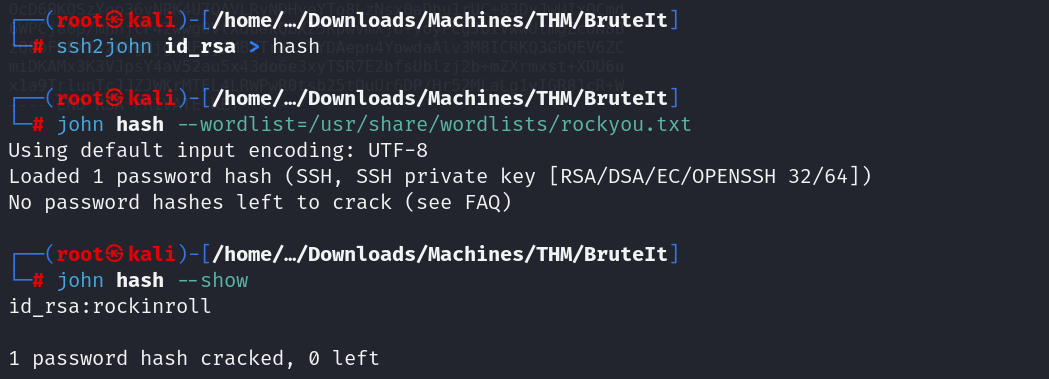 ┌──(root㉿kali)-[/home/…/Downloads/Machines/THM/BruteIt]
└─# ssh2john id_rsa > hash
┌──(root㉿kali)-[/home/…/Downloads/Machines/THM/BruteIt]
└─# john hash --wordlist=/usr/share/wordlists/rockyou.txt
Using default input encoding: UTF-8
Loaded 1 password hash (SSH, SSH private key [RSA/DSA/EC/OPENSSH 32/64])
No password hashes left to crack (see FAQ)
┌──(root㉿kali)-[/home/…/Downloads/Machines/THM/BruteIt]
└─# john hash --show
id_rsa:rockinroll
1 password hash cracked, 0 left